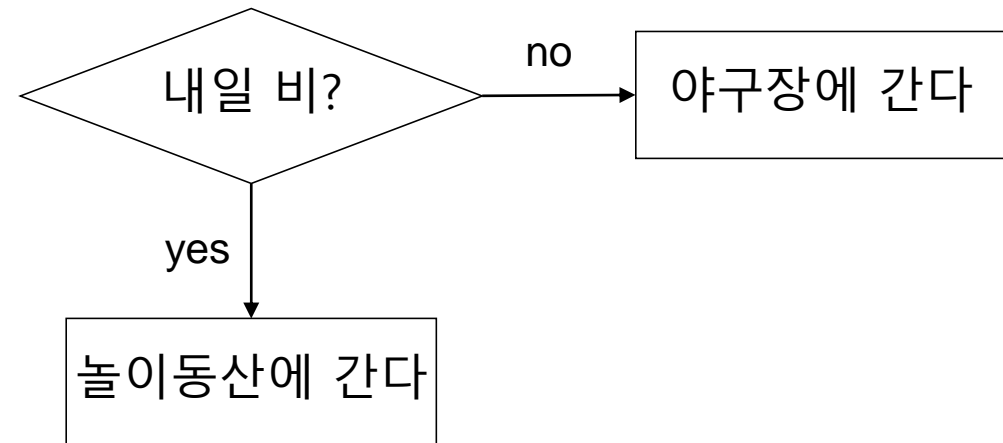 내일 비?
no
야구장에 간다
yes
놀이동산에 간다